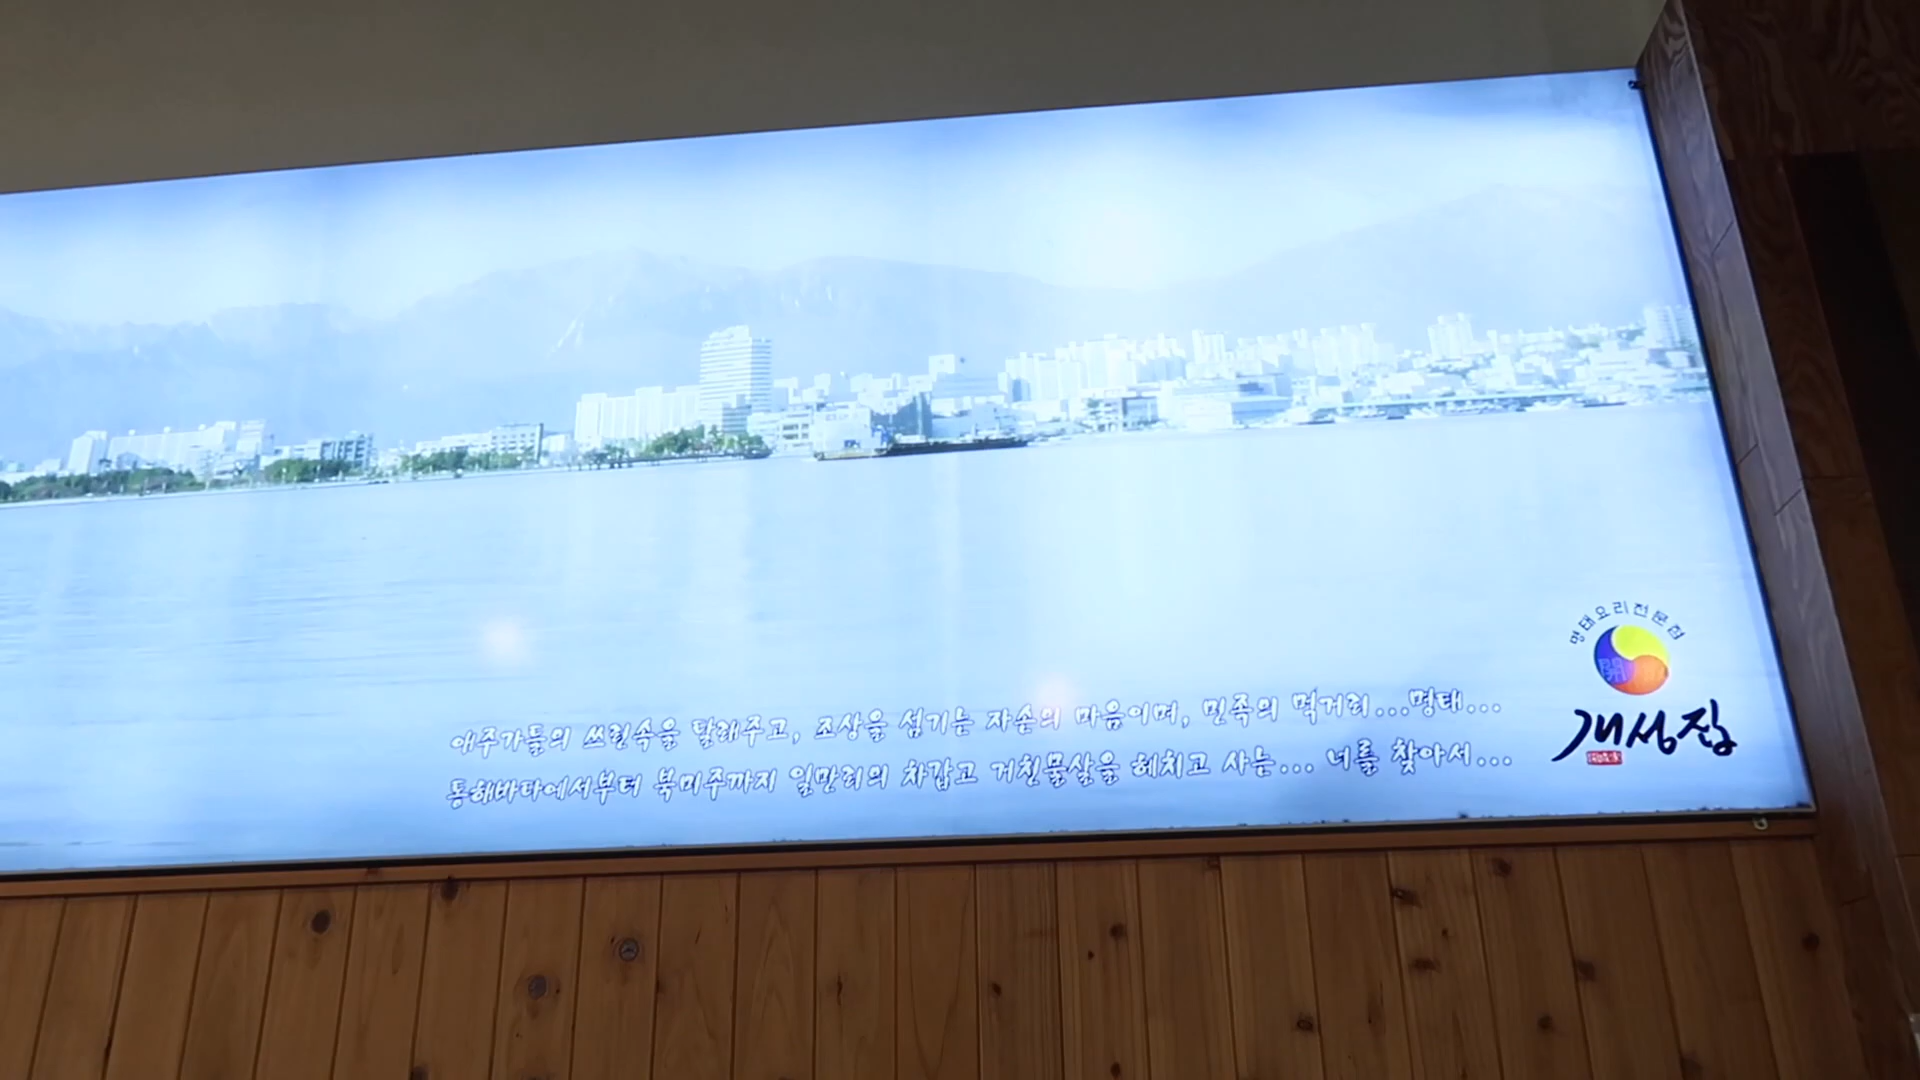 애주가들의 쓰린속을 달래주고, 조상을 섬기는 자손의 마음이며, 민족의 먹거리...명태...
통해바다에서부터 북미주까지 일만리의 차갑고 거친물살을 헤치고 사는... 너를 찾아서...
명태요리전문점
開
개성집